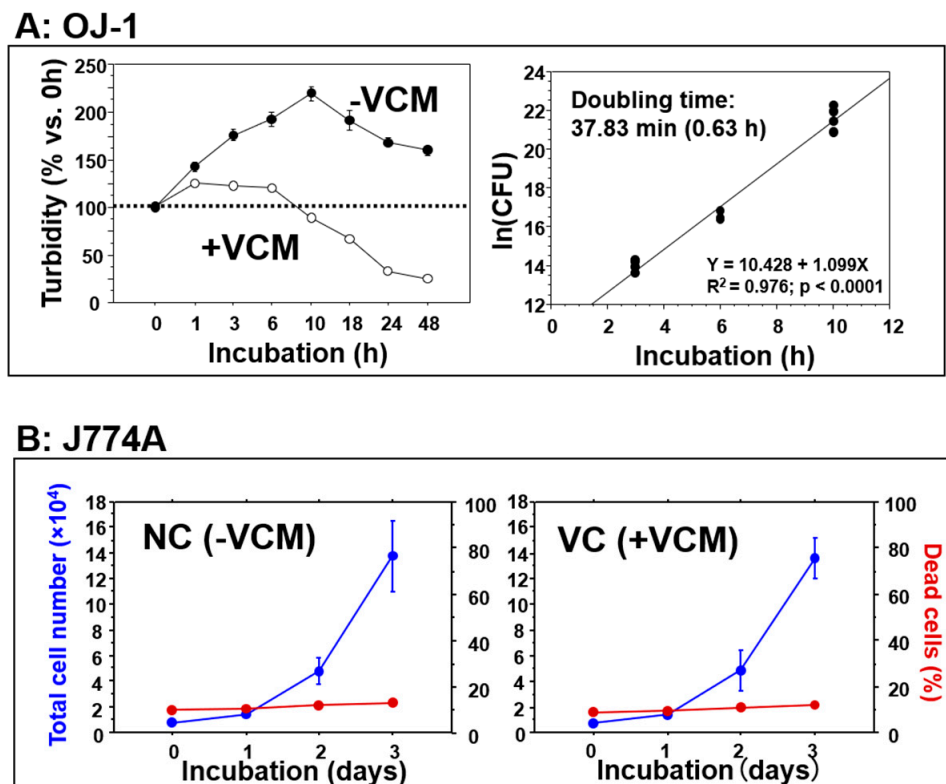 A: OJ-1
Turbidity (% vs. 0h)
250
200
150
100
50
0
-VCM
+VCM
0 1 3 6 10 18 24 48
Incubation (h)
ln(CFU)
24
22
20
18
16
14
12
Doubling time:
37.83 min (0.63 h)
Y = 10.428 + 1.099X
R2 = 0.976; p < 0.0001
0 2 4 6 8 10 12
Incubation (h)
B: J774A
Total cell number (×10⁴)
18
16
14
12
10
8
6
4
2
0
NC (-VCM)
100
80
60
40
20
0
0 1 2 3
Incubation (days)
18
16
14
12
10
8
6
4
2
0
VC (+VCM)
100
80
60
40
20
0
Dead cells (%)
0 1 2 3
Incubation (days)